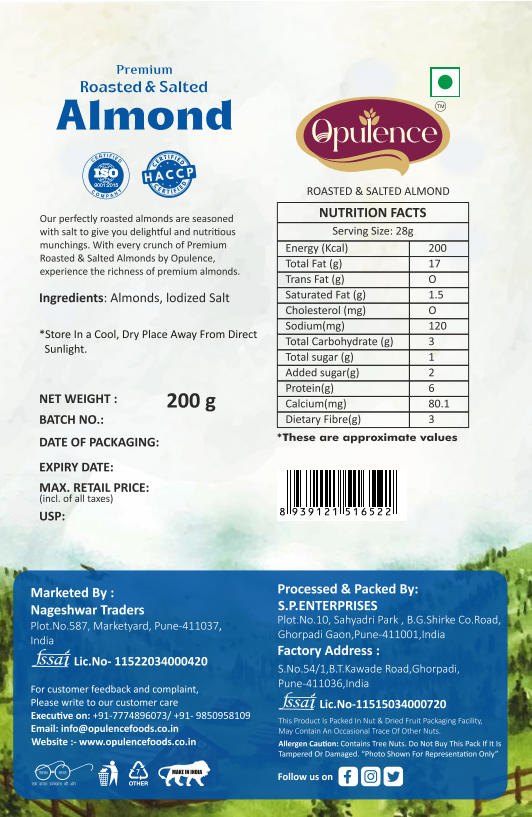 Premium
Roasted & Salted
Almond
CERTIFIED
ISO
9001:2015
COMPANY
CERTIFIED
HACCP
CERTIFIED
Our perfectly roasted almonds are seasoned
with salt to give you delightful and nutritious
munchings. With every crunch of Premium
Roasted & Salted Almonds by Opulence,
experience the richness of premium almonds.
Ingredients: Almonds, Iodized Salt
*Store In a Cool, Dry Place Away From Direct
Sunlight.
NET WEIGHT : 200 g
BATCH NO.:
DATE OF PACKAGING:
EXPIRY DATE:
MAX. RETAIL PRICE:
(incl. of all taxes)
USP:
TM
Opulence
ROASTED & SALTED ALMOND
NUTRITION FACTS
Serving Size: 28g
Energy (Kcal) 200
Total Fat (g) 17
Trans Fat (g) O
Saturated Fat (g) 1.5
Cholesterol (mg) O
Sodium(mg) 120
Total Carbohydrate (g) 3
Total sugar (g) 1
Added sugar(g) 2
Protein(g) 6
Calcium(mg) 80.1
Dietary Fibre(g) 3
*These are approximate values
8 939121 516522
Marketed By :
Nageshwar Traders
Plot.No.587, Marketyard, Pune-411037,
India
fssai Lic.No- 11522034000420
For customer feedback and complaint,
Please write to our customer care
Executive on: +91-7774896073/ +91- 9850958109
Email: info@opulencefoods.co.in
Website :- www.opulencefoods.co.in
7
OTHER
MAKE IN INDIA
Processed & Packed By:
S.P.ENTERPRISES
Plot.No.10, Sahyadri Park , B.G.Shirke Co.Road,
Ghorpadi Gaon,Pune-411001,India
Factory Address :
S.No.54/1,B.T.Kawade Road,Ghorpadi,
Pune-411036,India
fssai Lic.No-11515034000720
This Product Is Packed In Nut & Dried Fruit Packaging Facility,
May Contain An Occasional Trace Of Other Nuts.
Allergen Caution: Contains Tree Nuts. Do Not Buy This Pack If It Is
Tampered Or Damaged. "Photo Shown For Representation Only"
Follow us on